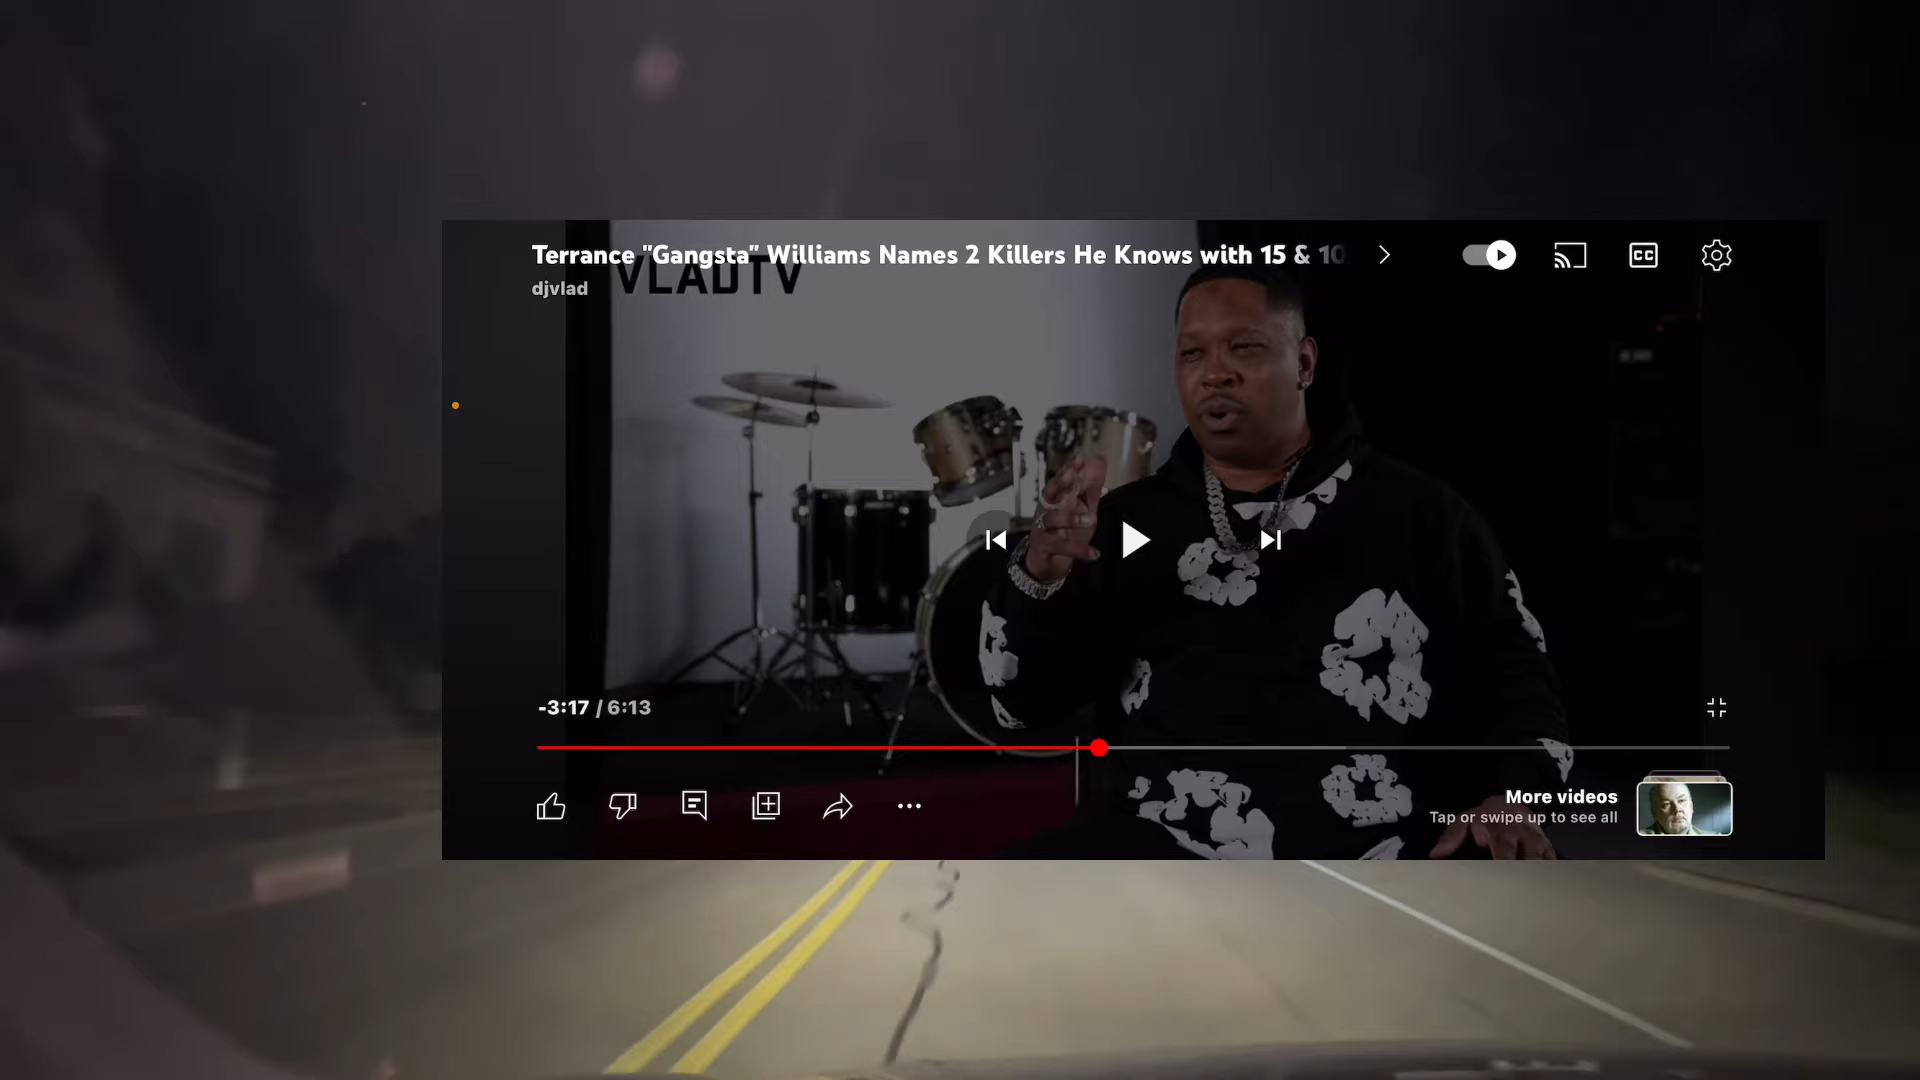 Terrance "Gangsta" Williams Names 2 Killers He Knows with 15 & 10
djvlad
VLADTV
CC
-3:17 / 6:13
More videos
Tap or swipe up to see all